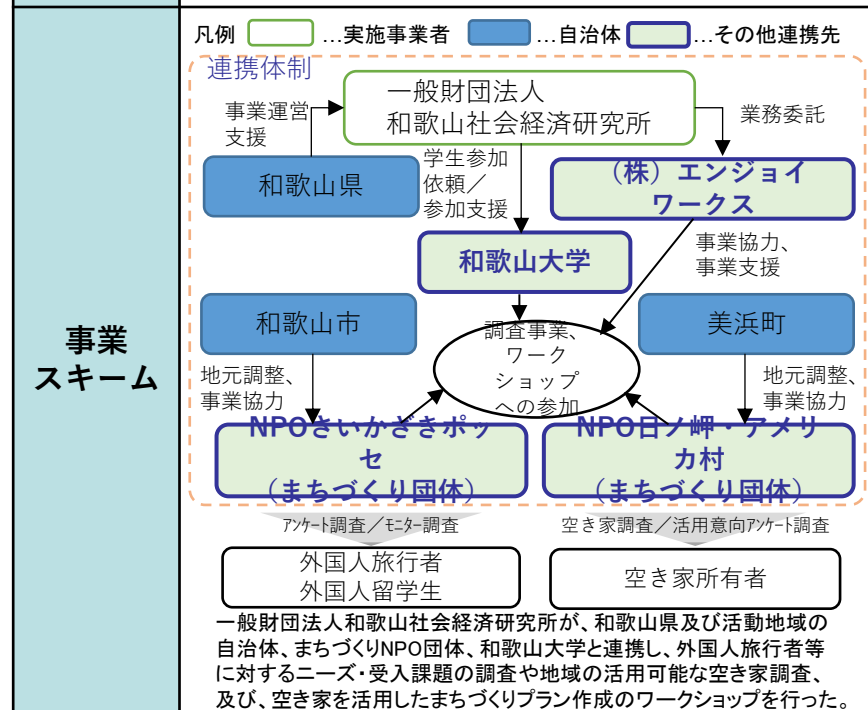 凡例 …実施事業者 …自治体 …その他連携先
連携体制
一般財団法人
和歌山社会経済研究所
事業運営
支援
業務委託
和歌山県
学生参加
依頼／
参加支援
（株）エンジョイ
ワークス
和歌山大学
事業協力、
事業支援
和歌山市
調査事業、
ワーク
ショップ
への参加
美浜町
事業
スキーム
地元調整、
事業協力
地元調整、
事業協力
NPOさいかざきポッ
セ
（まちづくり団体）
NPO日ノ岬・アメリ
カ村
（まちづくり団体）
アンケート調査／モニター調査
空き家調査／活用意向アンケート調査
外国人旅行者
外国人留学生
空き家所有者
一般財団法人和歌山社会経済研究所が、和歌山県及び活動地域の
自治体、まちづくりNPO団体、和歌山大学と連携し、外国人旅行者等
に対するニーズ・受入課題の調査や地域の活用可能な空き家調査、
及び、空き家を活用したまちづくりプラン作成のワークショップを行った。